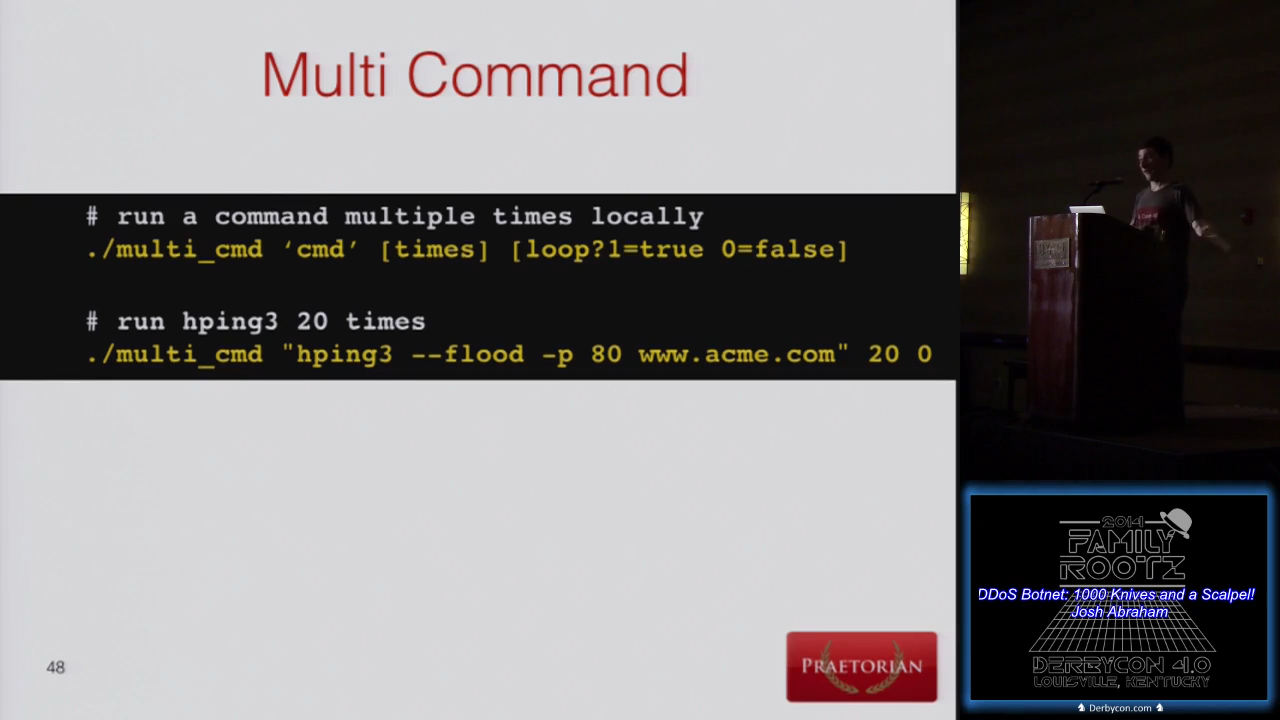 Multi Command
# run a command multiple times locally
./multi_cmd ‘cmd’ [times] [loop?1=true 0=false]
# run hping3 20 times
./multi_cmd "hping3 --flood -p 80 www.acme.com" 20 0
48
PRAETORIAN
2014
FAMILY
ROOTZ
DDoS Botnet: 1000 Knives and a Scalpel!
Josh Abraham
DERBYCON 4.0
LOUISVILLE, KENTUCKY
Derbycon.com